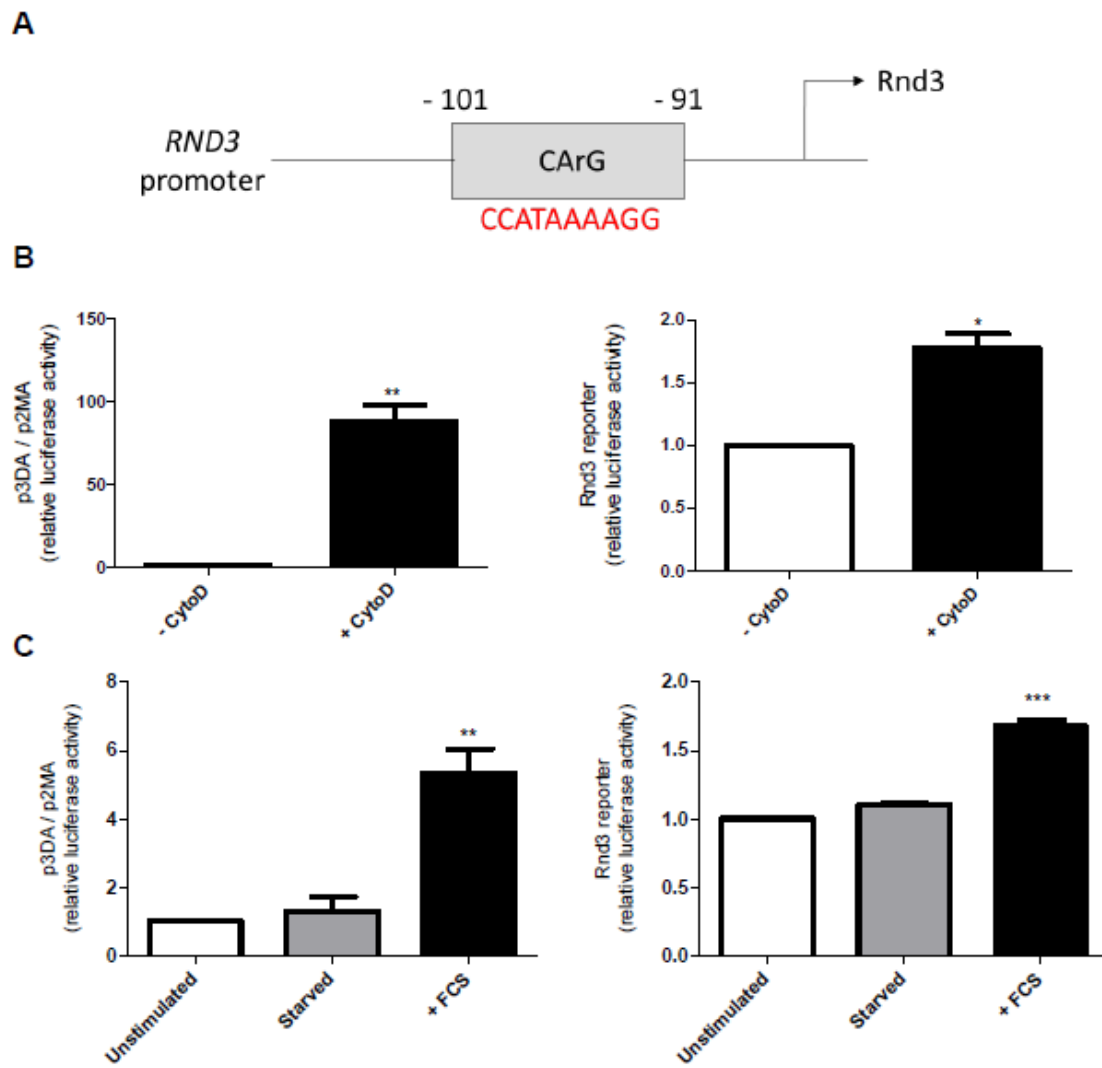 A
- 101
- 91
Rnd3
RND3
promoter
CArG
CCATAAAAGG
B
p3DA / p2MA
(relative luciferase activity)
150
100
50
0
**
- CytoD
+ CytoD
Rnd3 reporter
(relative luciferase activity)
2.0
1.5
1.0
0.5
0.0
*
- CytoD
+ CytoD
C
p3DA / p2MA
(relative luciferase activity)
8
6
4
2
0
**
Unstimulated
Starved
+ FCS
Rnd3 reporter
(relative luciferase activity)
2.0
1.5
1.0
0.5
0.0
***
Unstimulated
Starved
+ FCS